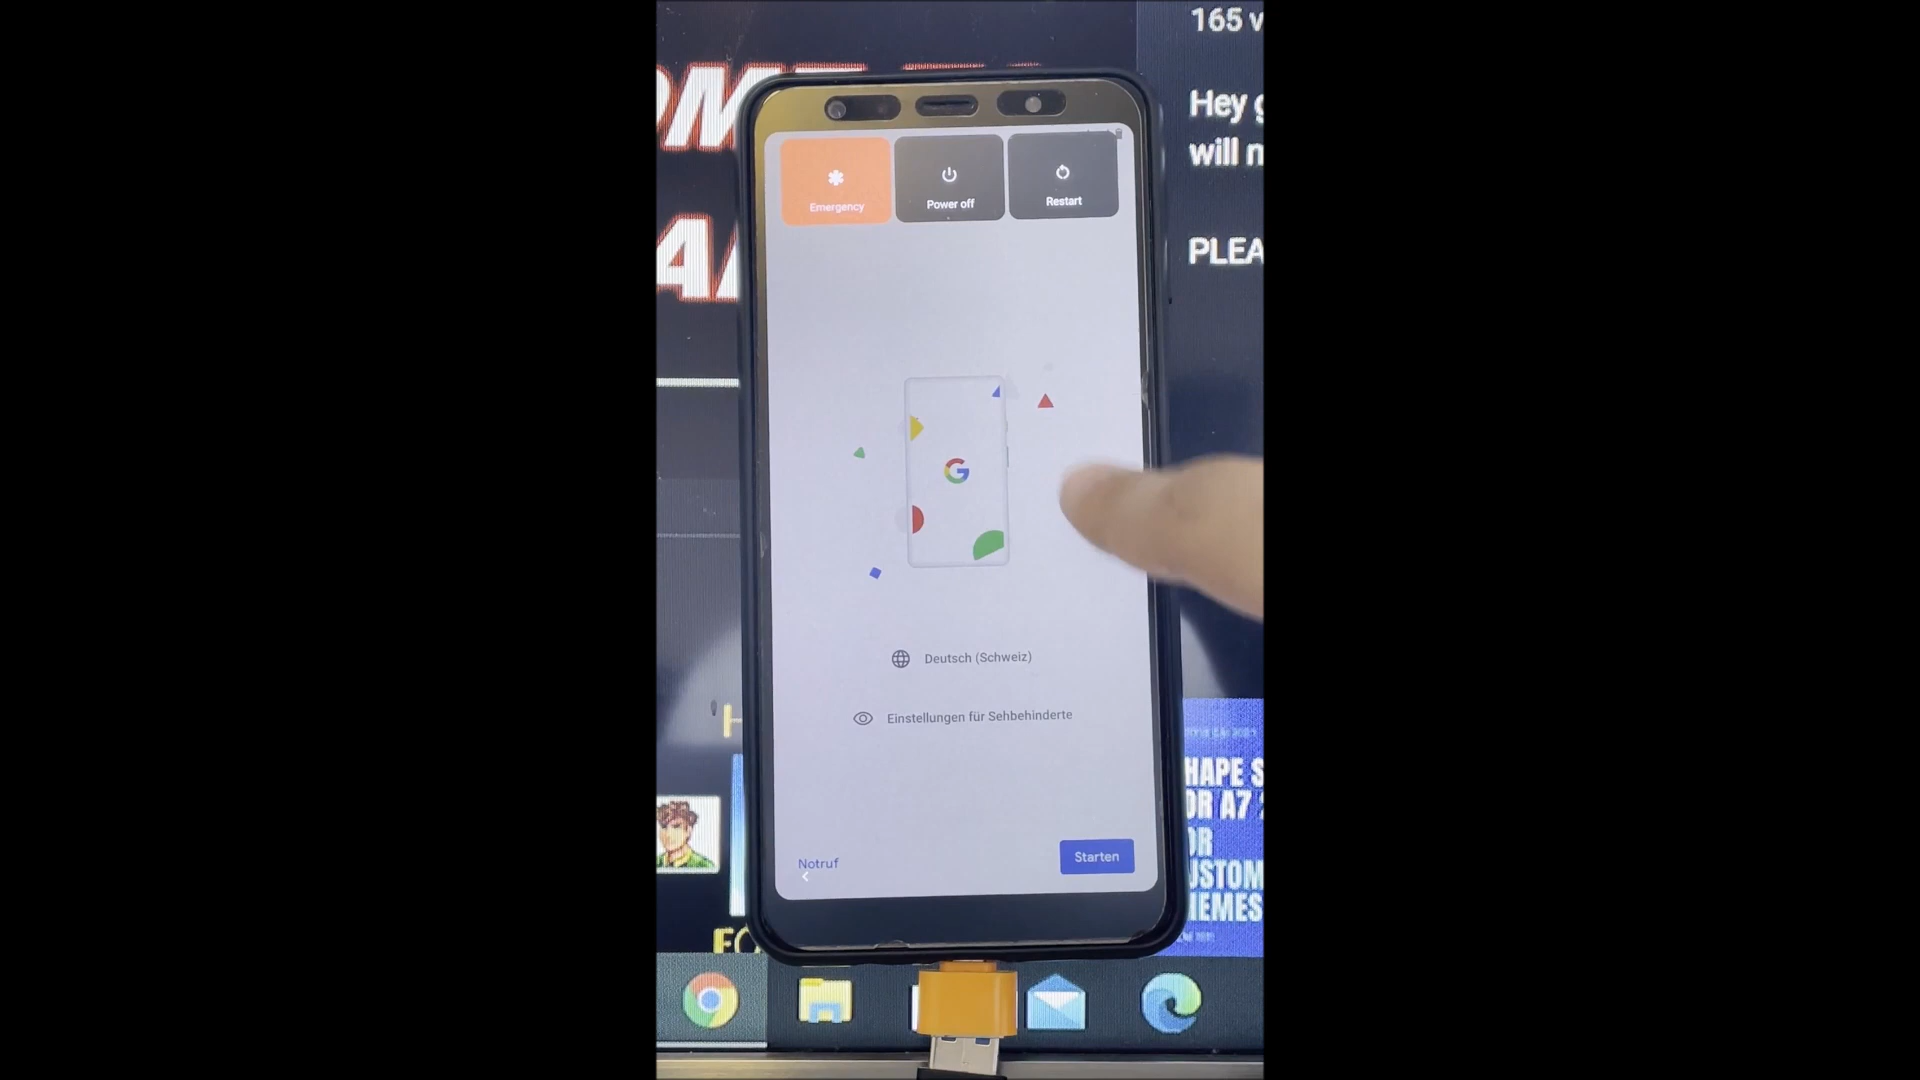 165 v
Hey g
will n
PLEA
Emergency
Power off
Restart
G
Deutsch (Schweiz)
Einstellungen für Sehbehinderte
Notruf
Starten
HAPE S
OR A7 2
OR
USTOM
HEMES